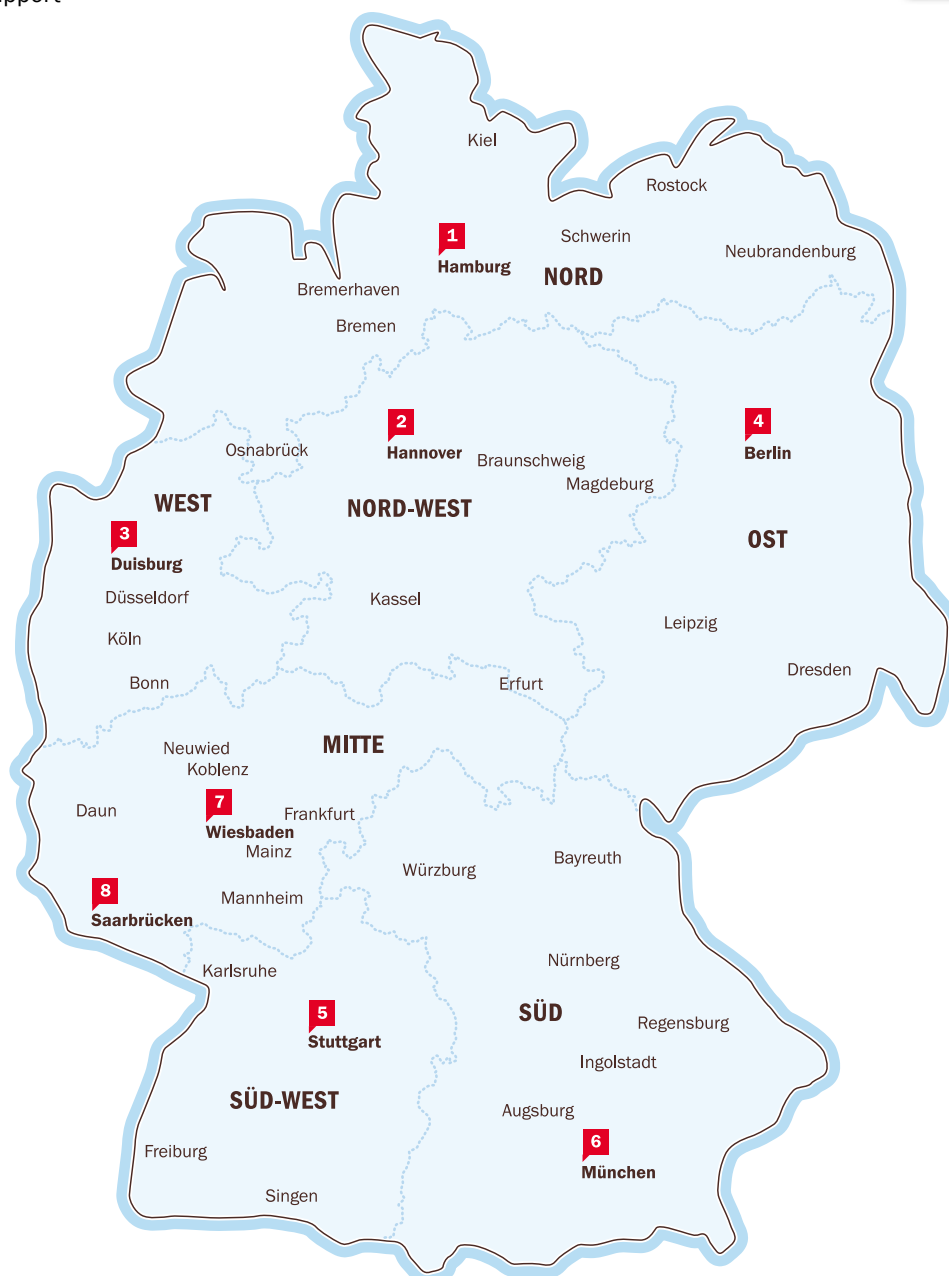 Kiel
Rostock
1
Schwerin
Hamburg
Neubrandenburg
NORD
Bremerhaven
Bremen
2
4
Osnabrück
Hannover
Braunschweig
Berlin
Magdeburg
WEST
NORD-WEST
3
OST
Duisburg
Düsseldorf
Kassel
Köln
Leipzig
Bonn
Erfurt
Dresden
MITTE
Neuwied
Koblenz
Daun
7
Frankfurt
Wiesbaden
Mainz
Würzburg
Bayreuth
8
Mannheim
Saarbrücken
Karlsruhe
Nürnberg
5
SÜD
Regensburg
Stuttgart
Ingolstadt
SÜD-WEST
Augsburg
6
Freiburg
München
Singen